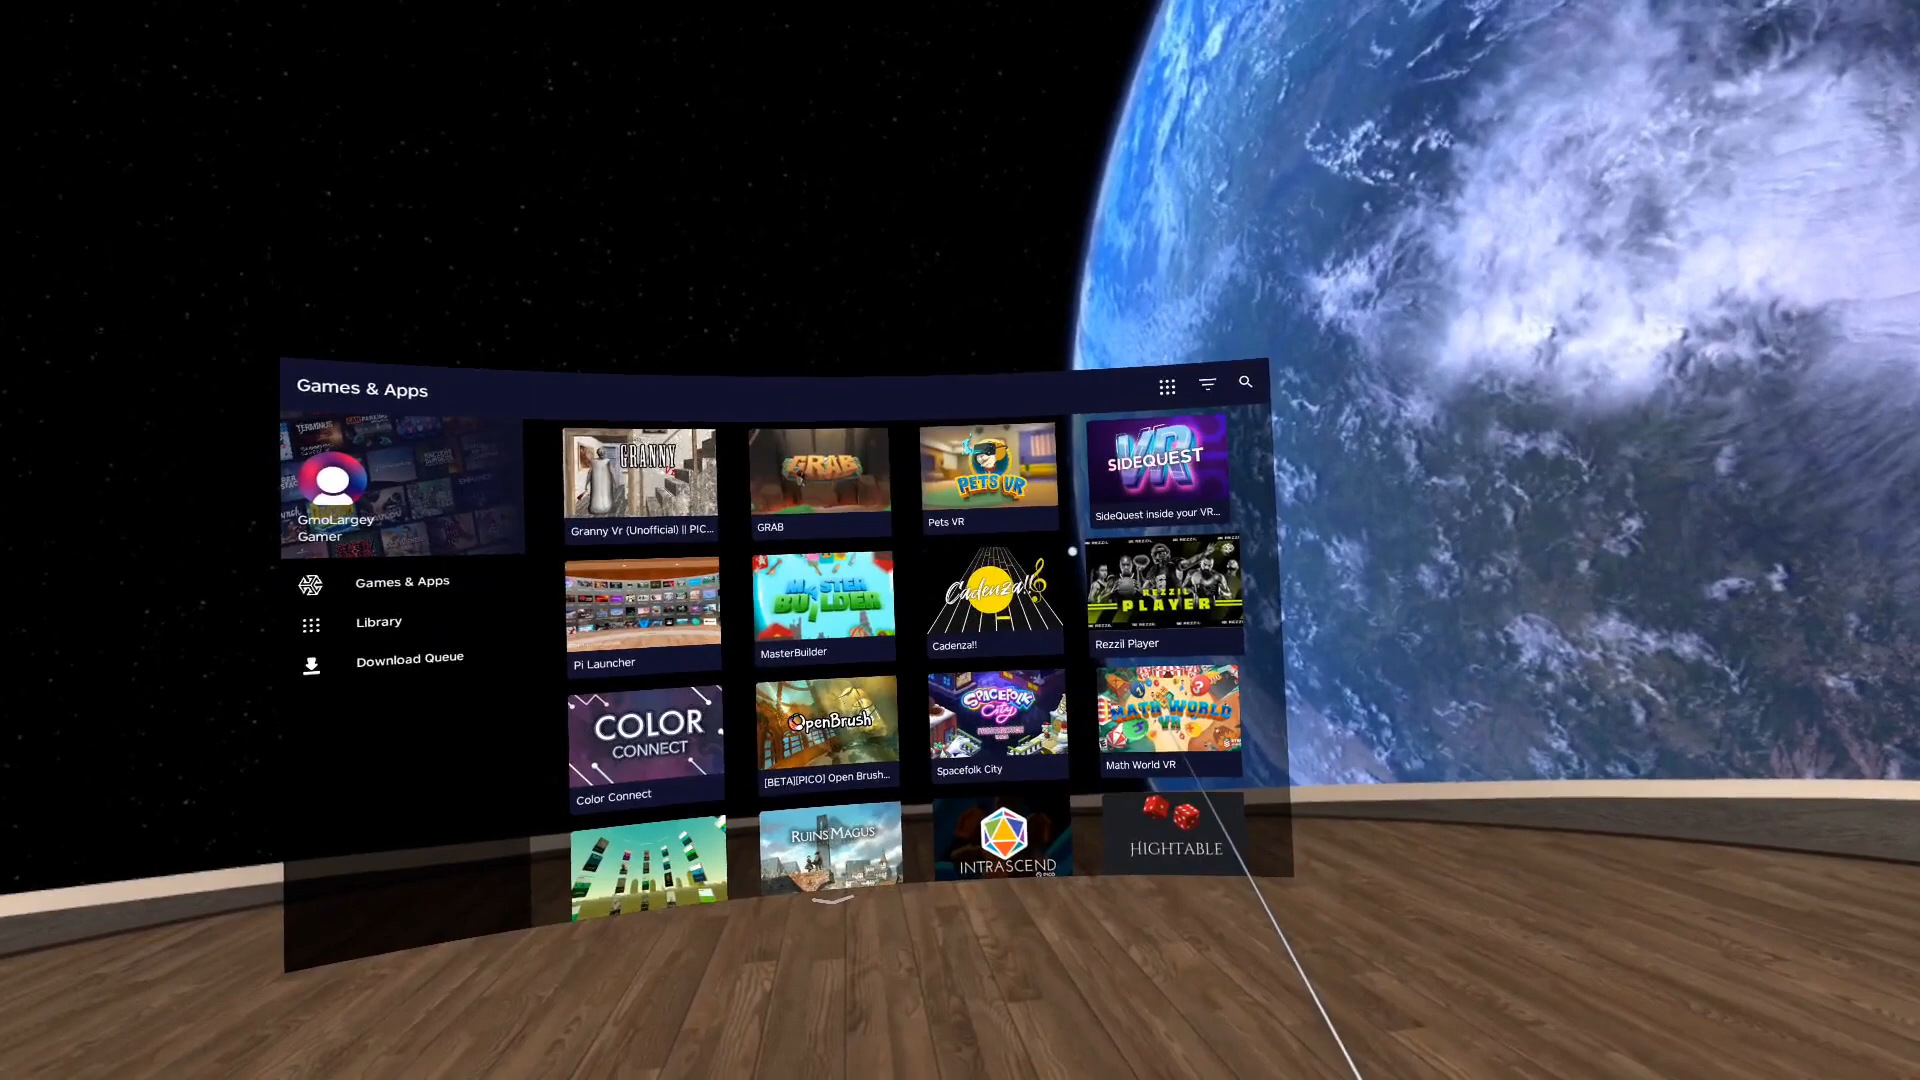 Games & Apps
GmoLargey
Gamer
Games & Apps
Library
Download Queue
GRANNY
Granny Vr (Unofficial) || PIC...
GRAB
GRAB
PETS VR
Pets VR
VR
SIDEQUEST
SideQuest inside your VR...
Pi Launcher
MASTER
BUILDER
MasterBuilder
Cadenza!!
Cadenza!!
REZZIL
PLAYER
Rezzil Player
COLOR
CONNECT
Color Connect
OpenBrush
[BETA][PICO] Open Brush...
SPACEFOLK
City
Spacefolk City
MATH WORLD
VR
Math World VR
RUINS MAGUS
INTRASCEND
HIGHTABLE